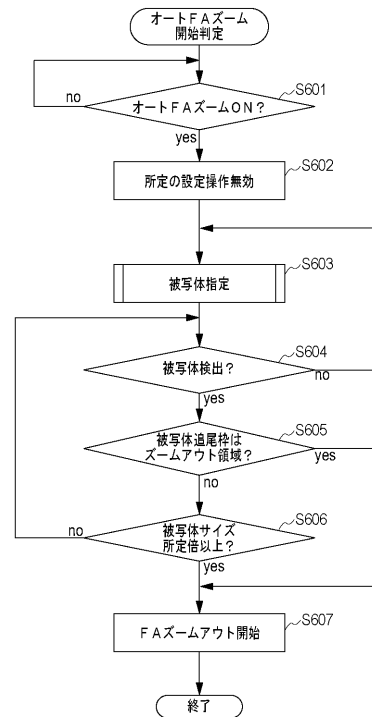 オートFAズーム
開始判定
S601
オートFAズームON?
no
yes
S602
所定の設定操作無効
S603
被写体指定
S604
被写体検出?
no
yes
S605
被写体追尾枠は
ズームアウト領域?
yes
no
S606
被写体サイズ
所定倍以上?
no
yes
S607
FAズームアウト開始
終了